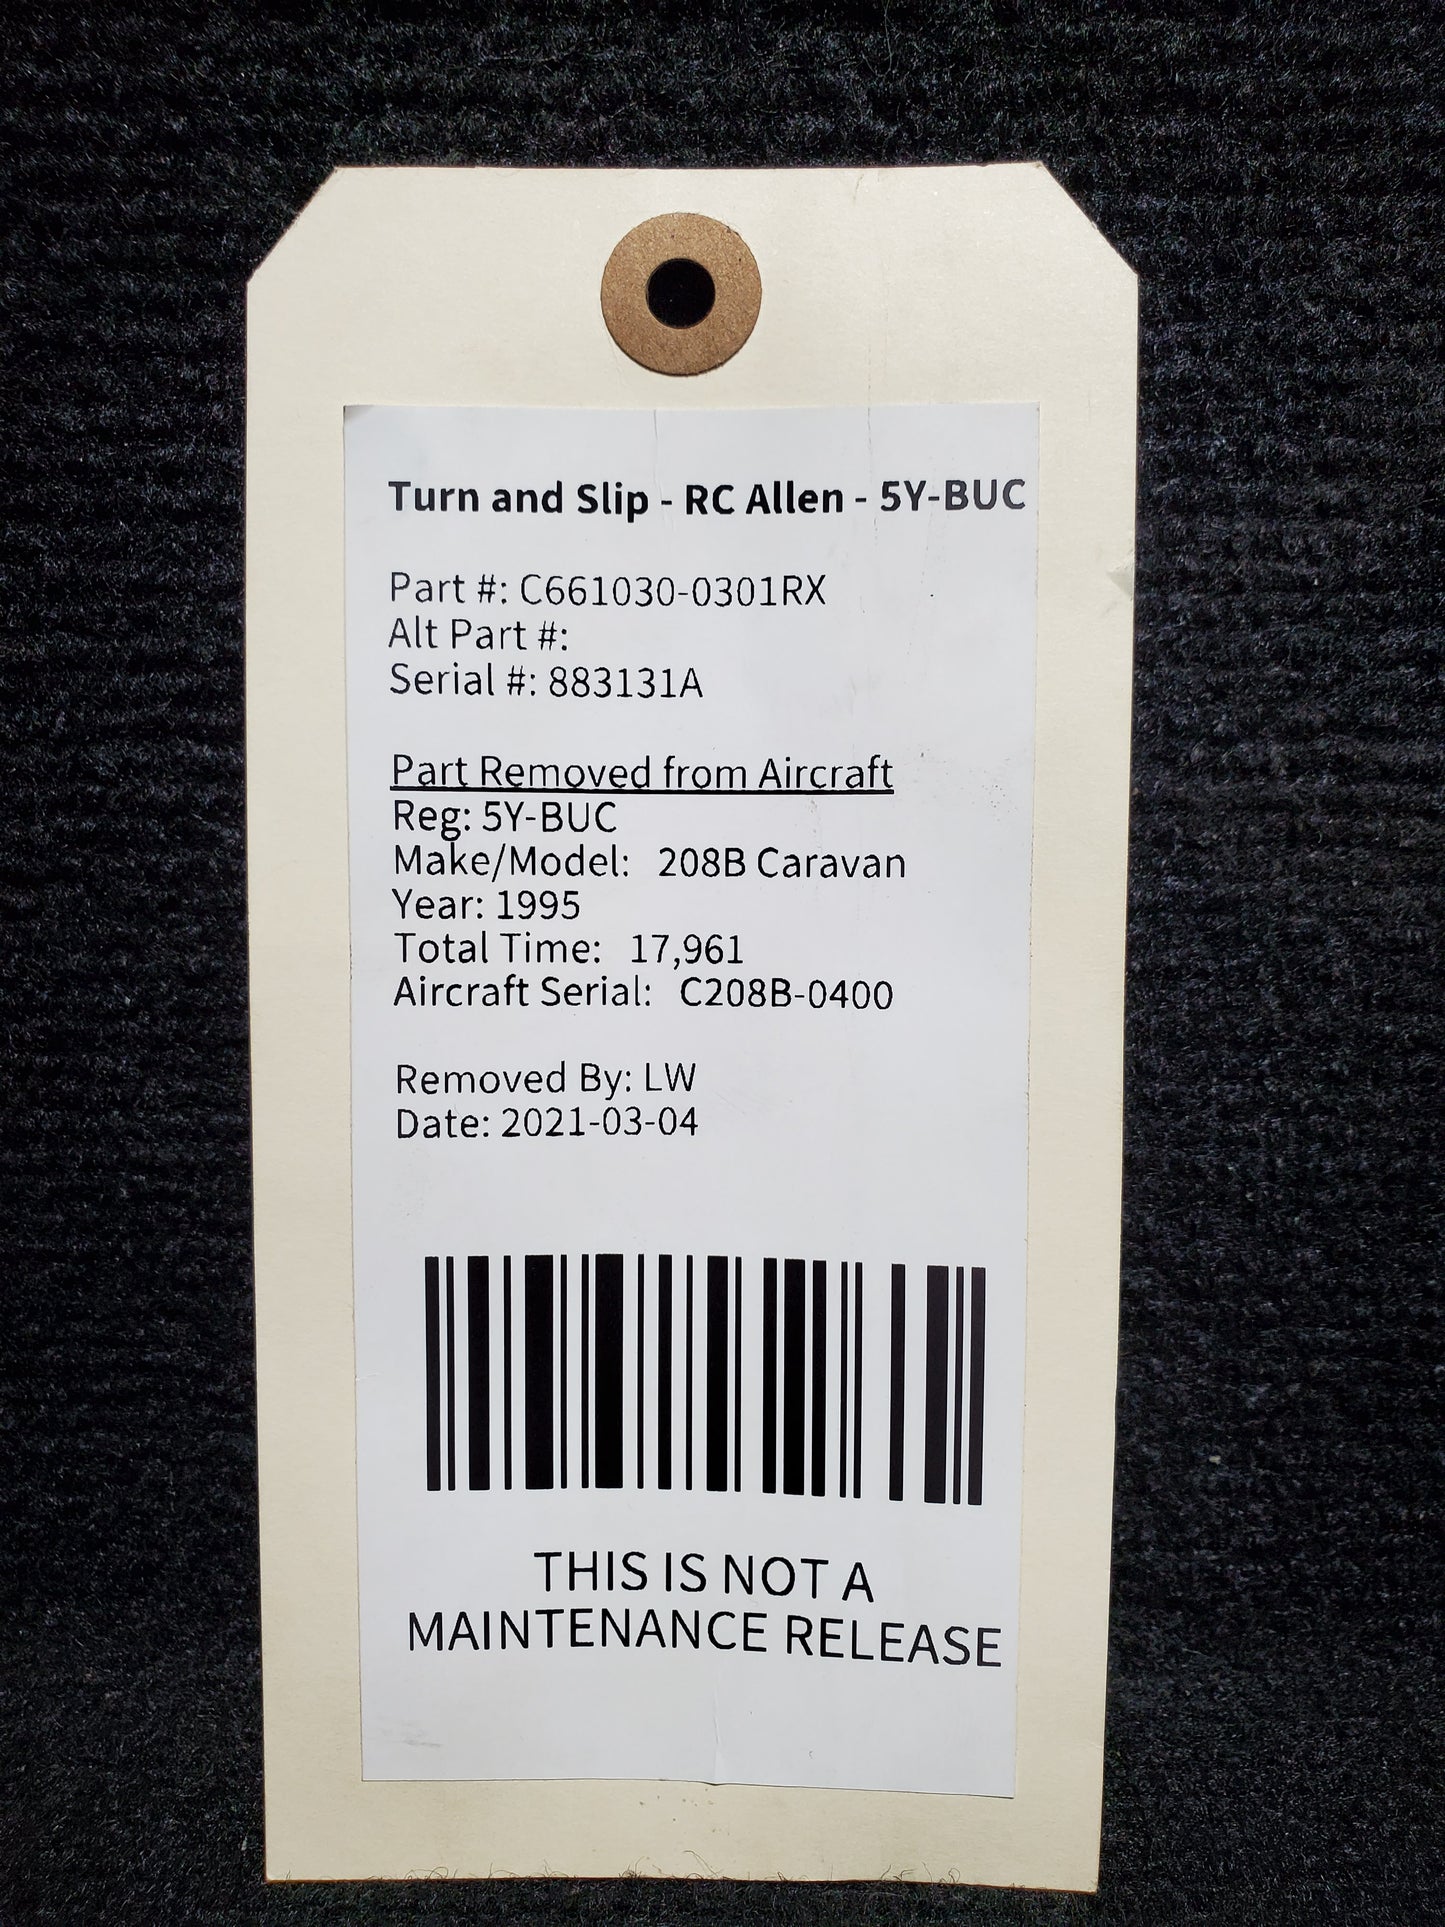 Turn and Slip - RC Allen - 5Y-BUC
Part #: C661030-0301RX
Alt Part #:
Serial #: 883131A
Part Removed from Aircraft
Reg: 5Y-BUC
Make/Model: 208B Caravan
Year: 1995
Total Time: 17,961
Aircraft Serial: C208B-0400
Removed By: LW
Date: 2021-03-04
THIS IS NOT A
MAINTENANCE RELEASE